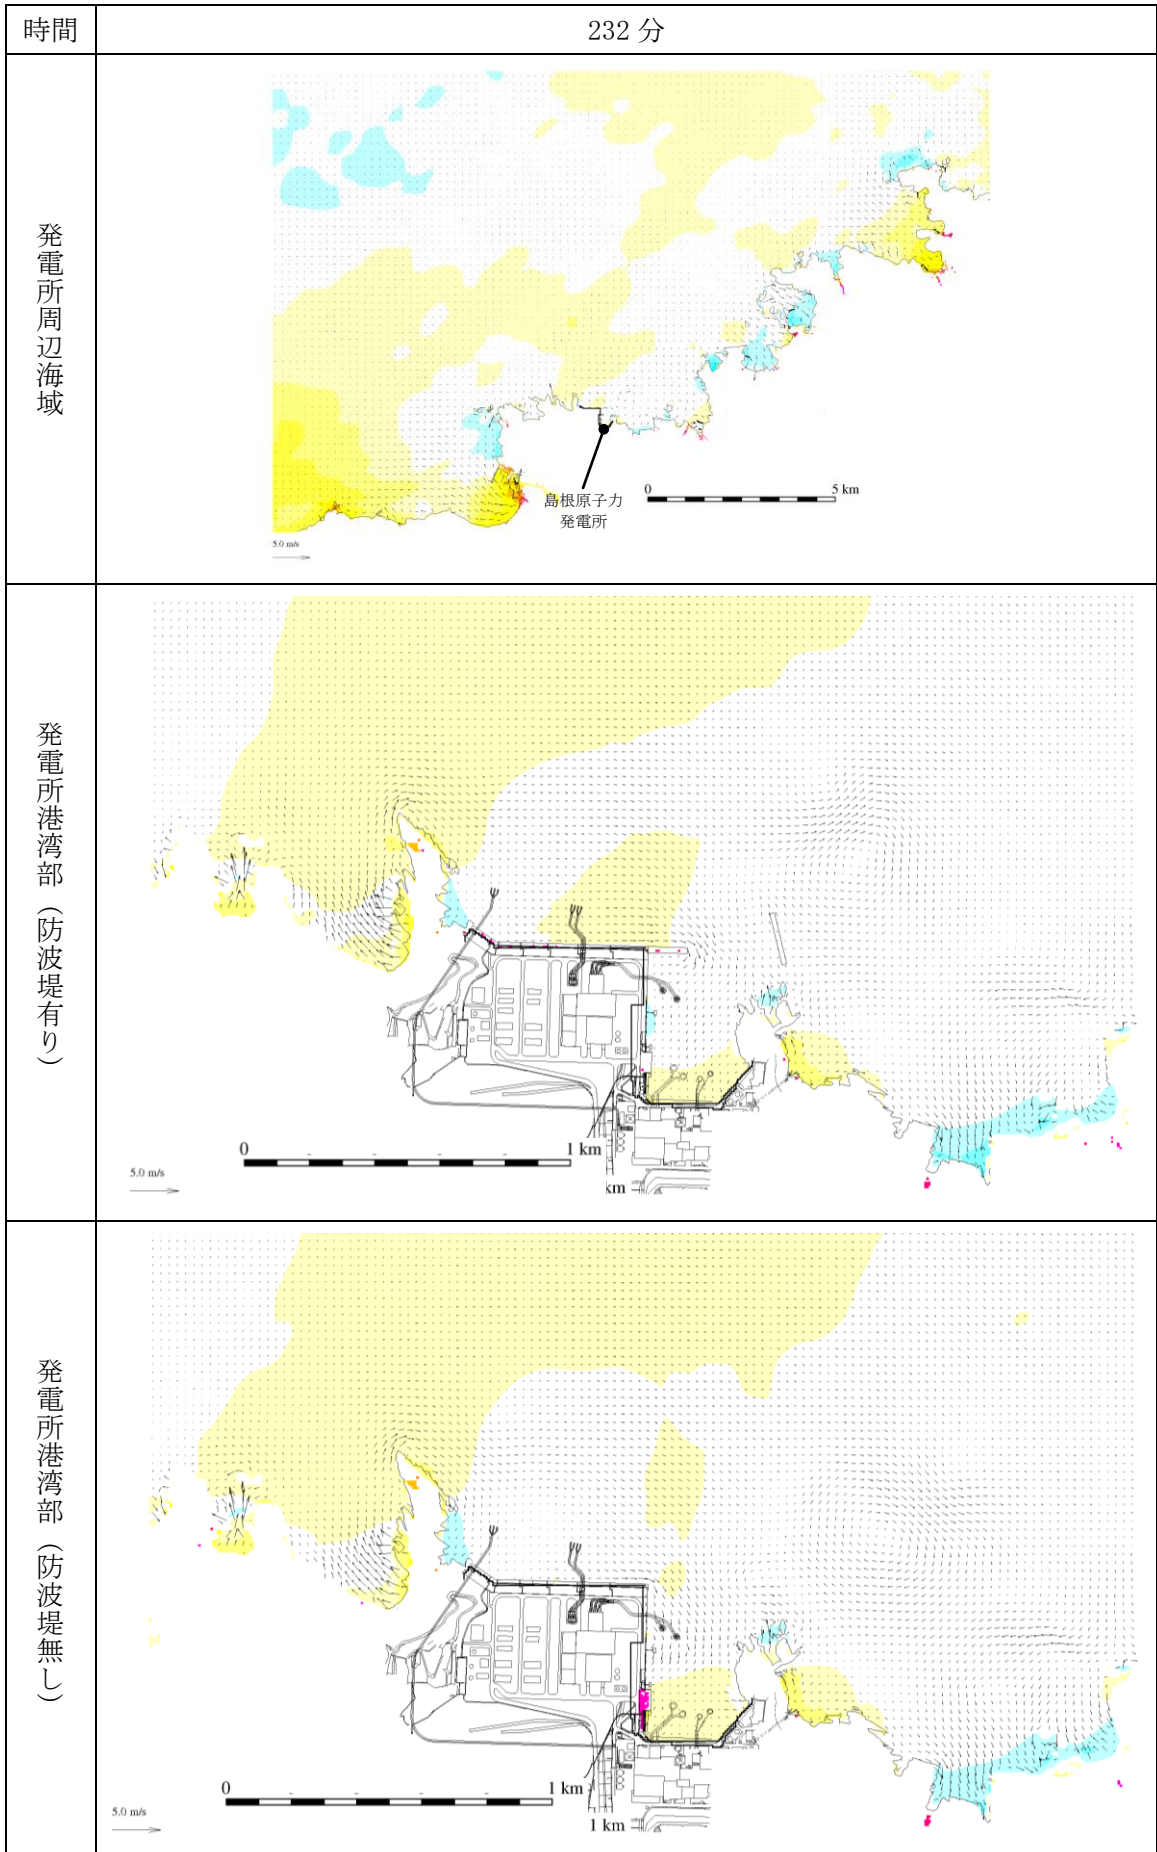 時間
232 分
発電所周辺海域
島根原子力
発電所
0
5 km
5.0 m/s
発電所港湾部（防波堤有り）
0
1 km
5.0 m/s
km
発電所港湾部（防波堤無し）
0
1 km
5.0 m/s
1 km